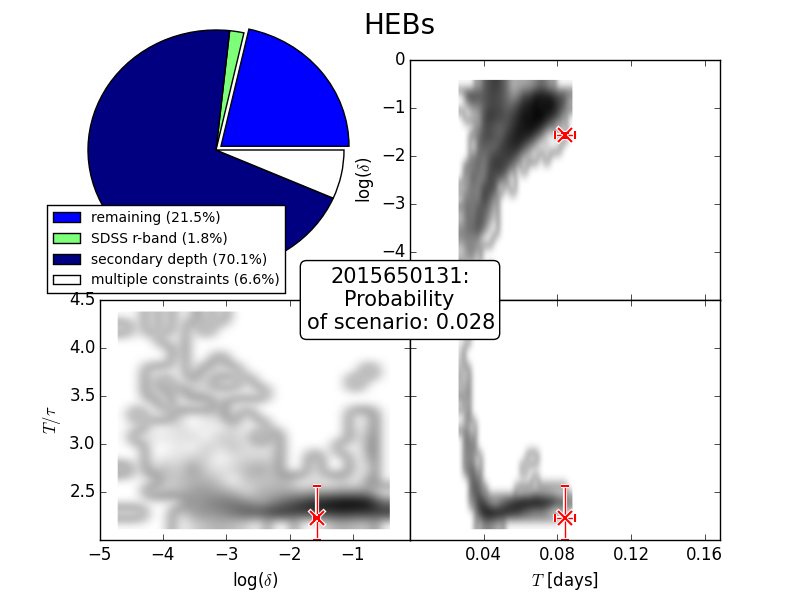 HEBs
remaining (21.5%)
SDSS r-band (1.8%)
secondary depth (70.1%)
multiple constraints (6.6%)
0
−1
−2
−3
−4
log(δ)
2015650131:
Probability
of scenario: 0.028
4.5
4.0
3.5
3.0
2.5
T/τ
−5 −4 −3 −2 −1
log(δ)
0.04 0.08 0.12 0.16
T [days]